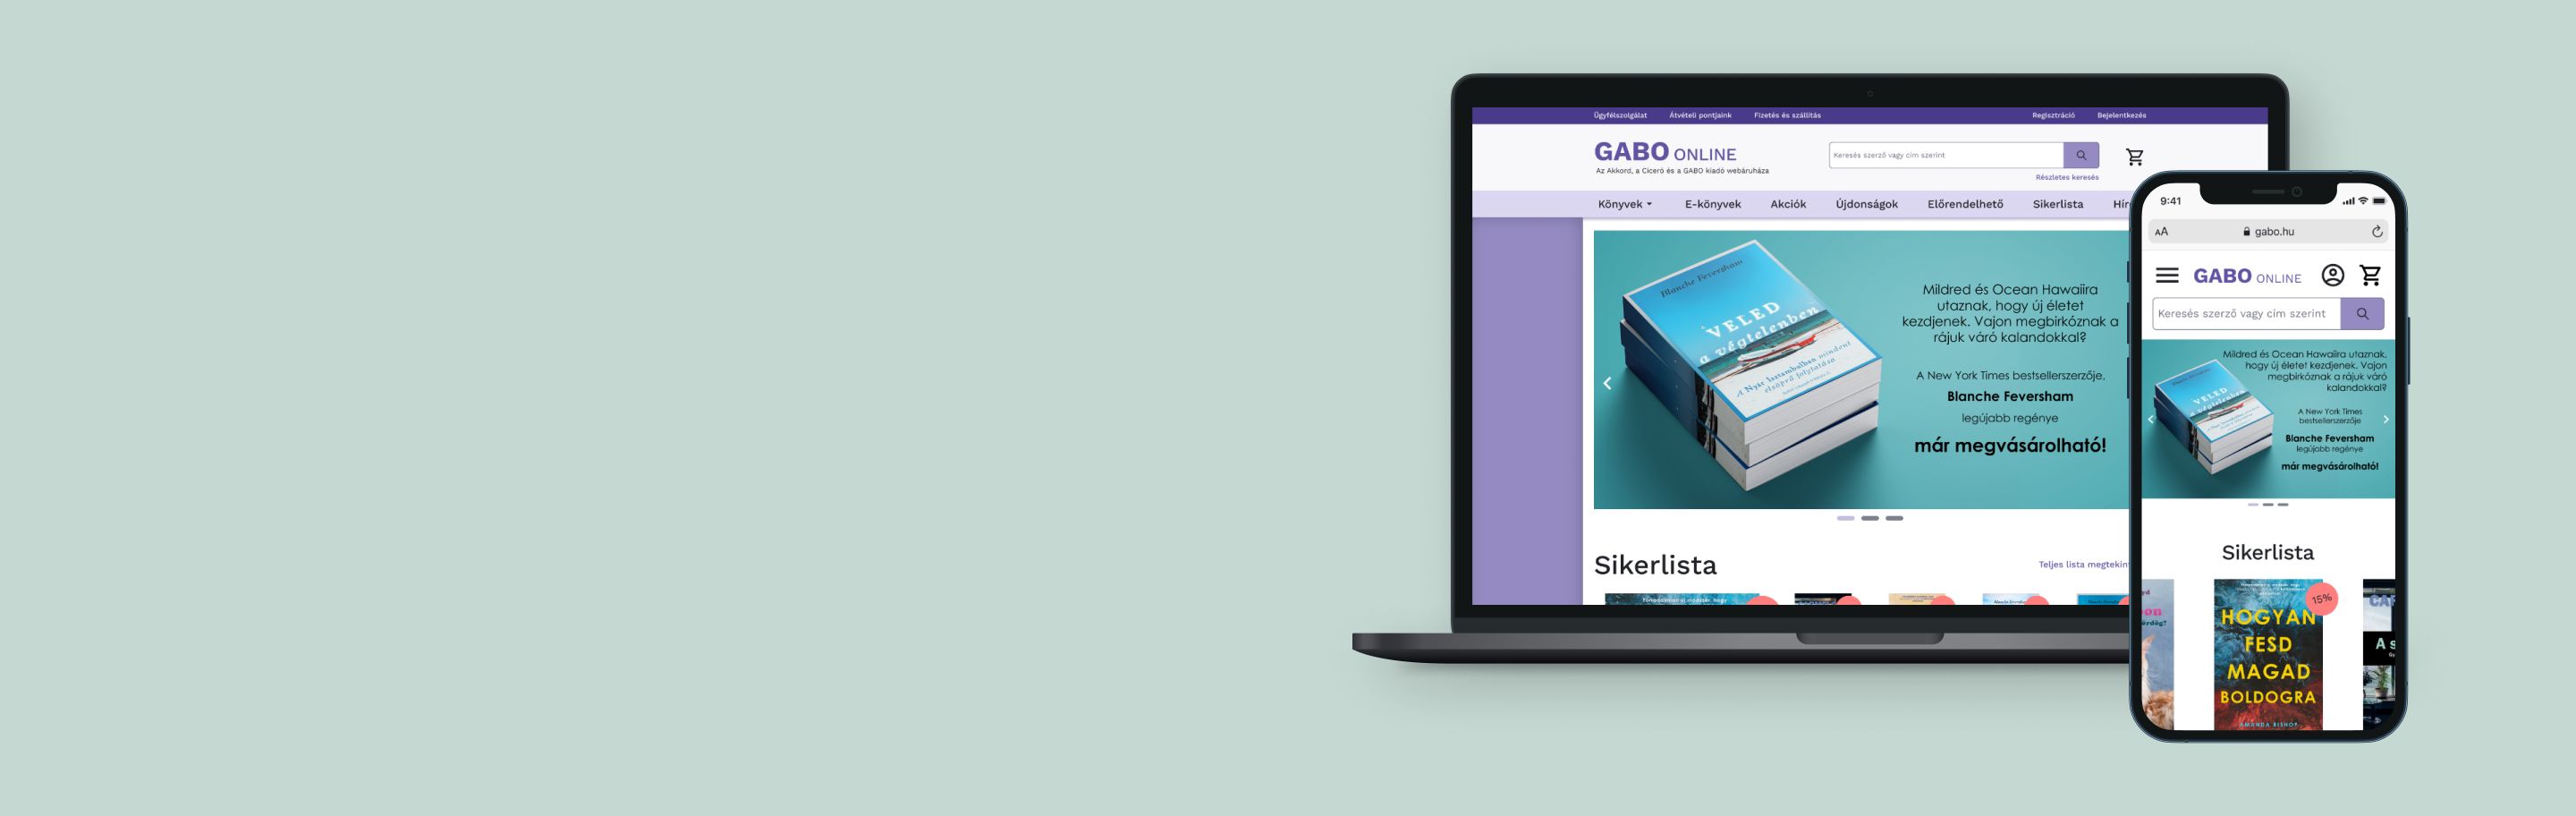 Ügyfélszolgálat Átvételi pontjaink Fizetés és szállítás Regisztráció Bejelentkezés
GABO ONLINE
Az Akkord, a Ciceró és a GABO kiadó webáruháza
Keresés szerző vagy cím szerint
Részletes keresés
Könyvek E-könyvek Akciók Újdonságok Előrendelhető Sikerlista Hír
Blanche Feversham
VELED
a végtelenben
A Nyár Isztambulban mindent
elsöprő folytatása
Mildred és Ocean Hawaiira
utaznak, hogy új életet
kezdjenek. Vajon megbirkóznak a
rájuk váró kalandokkal?
A New York Times bestsellerszerzője,
Blanche Feversham
legújabb regénye
már megvásárolható!
Sikerlista
Teljes lista megtekin
9:41
AA gabo.hu
GABO ONLINE
Keresés szerző vagy cím szerint
Mildred és Ocean Hawaiira utaznak,
hogy új életet kezdjenek. Vajon
megbirkóznak a rájuk váró
kalandokkal?
VELED
a végtelenben
A New York Times
bestsellerszerzője
Blanche Feversham
legújabb regénye
már megvásárolható!
Sikerlista
15%
HOGYAN
FESD
MAGAD
BOLDOGRA
AMANDA BISHOP
ördög?
A s